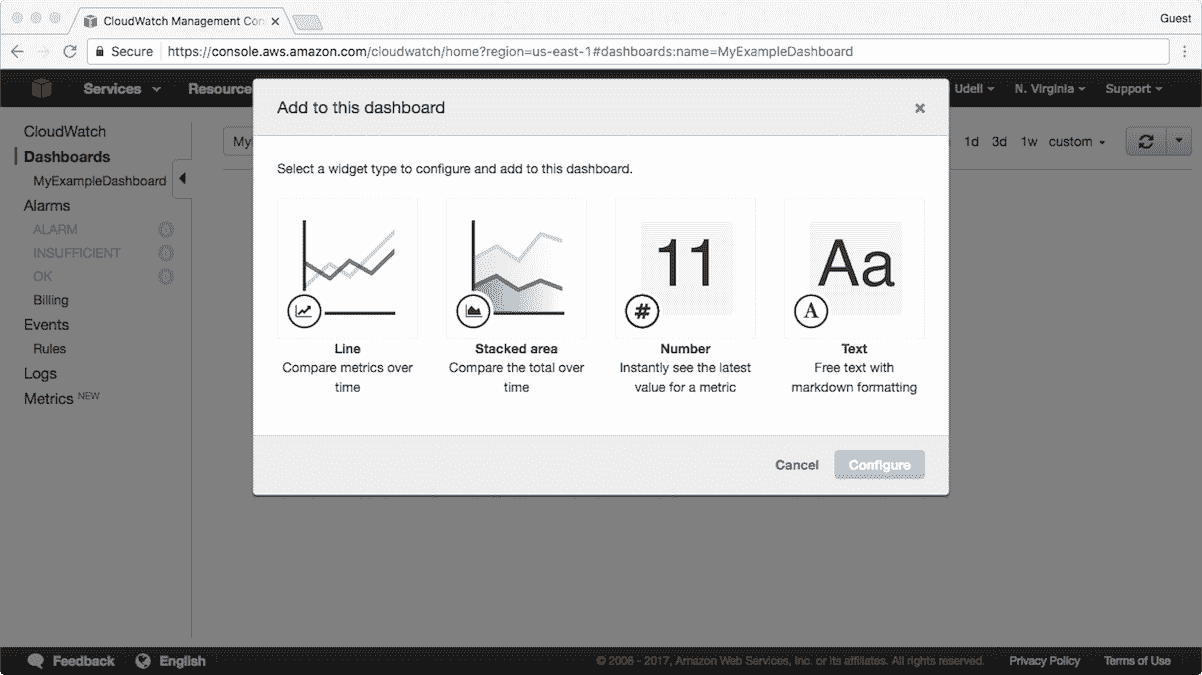 CloudWatch Management Con
Guest
Secure https://console.aws.amazon.com/cloudwatch/home?region=us-east-1#dashboards:name=MyExampleDashboard
Services Resource
Udell N. Virginia Support
Add to this dashboard
CloudWatch
Dashboards
MyExampleDashboard
Alarms
ALARM 0
INSUFFICIENT 0
OK 0
Billing
Events
Rules
Logs
Metrics NEW
My
1d 3d 1w custom
Select a widget type to configure and add to this dashboard.
Line
Compare metrics over
time
Stacked area
Compare the total over
time
11
#
Number
Instantly see the latest
value for a metric
Aa
A
Text
Free text with
markdown formatting
Cancel Configure
Feedback English
© 2008 - 2017, Amazon Web Services, Inc. or its affiliates. All rights reserved. Privacy Policy Terms of Use